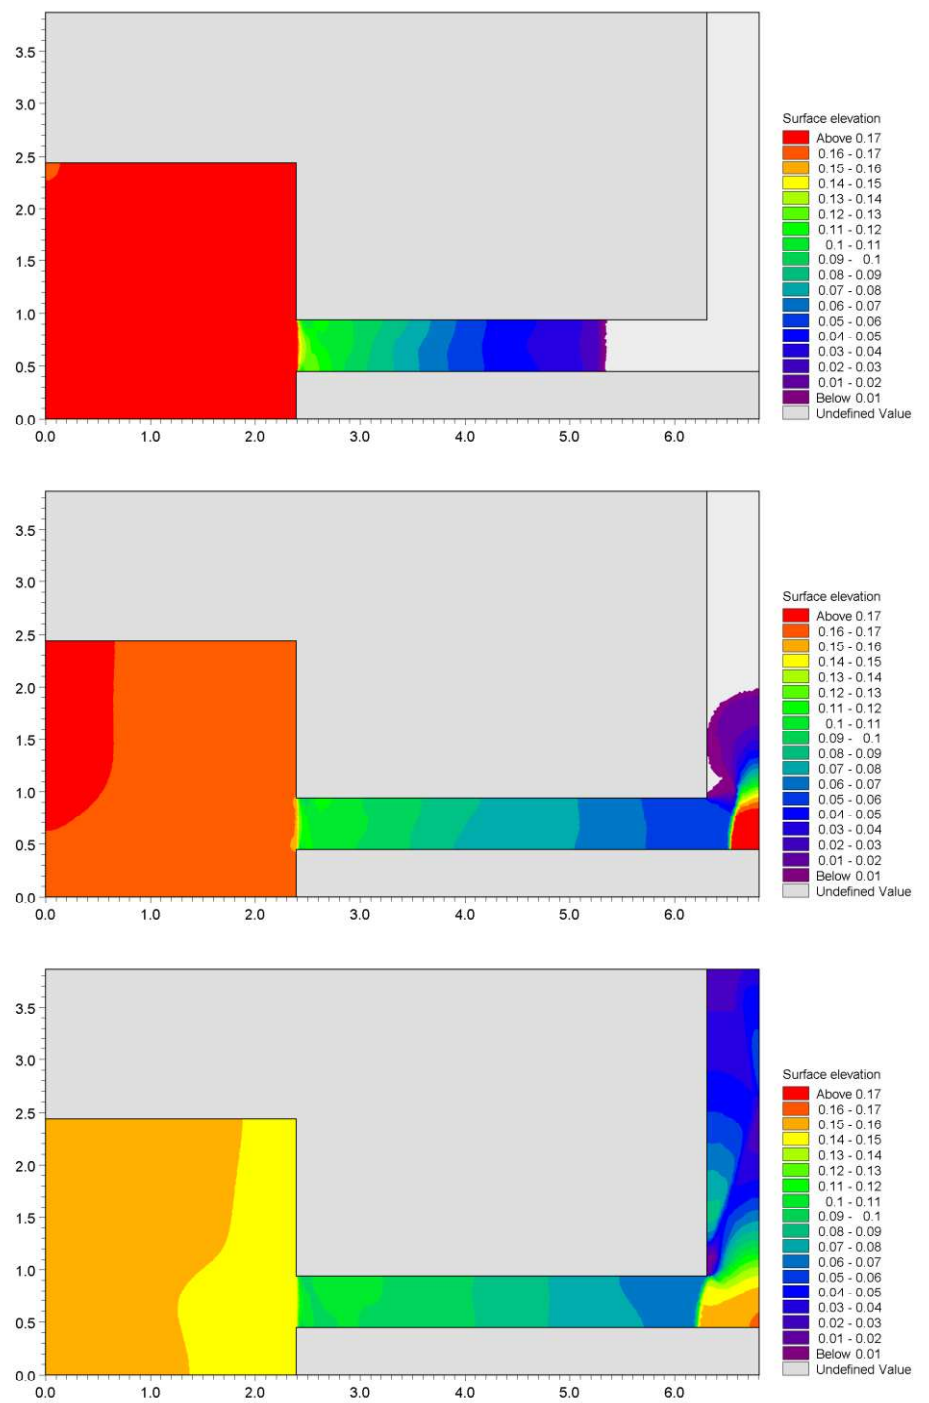 3.5
3.0
2.5
2.0
1.5
1.0
0.5
0.0
0.0 1.0 2.0 3.0 4.0 5.0 6.0
Surface elevation
Above 0.17
0.16 - 0.17
0.15 - 0.16
0.14 - 0.15
0.13 - 0.14
0.12 - 0.13
0.11 - 0.12
0.1 - 0.11
0.09 - 0.1
0.08 - 0.09
0.07 - 0.08
0.06 - 0.07
0.05 - 0.06
0.04 - 0.05
0.03 - 0.04
0.02 - 0.03
0.01 - 0.02
Below 0.01
Undefined Value
3.5
3.0
2.5
2.0
1.5
1.0
0.5
0.0
0.0 1.0 2.0 3.0 4.0 5.0 6.0
Surface elevation
Above 0.17
0.16 - 0.17
0.15 - 0.16
0.14 - 0.15
0.13 - 0.14
0.12 - 0.13
0.11 - 0.12
0.1 - 0.11
0.09 - 0.1
0.08 - 0.09
0.07 - 0.08
0.06 - 0.07
0.05 - 0.06
0.04 - 0.05
0.03 - 0.04
0.02 - 0.03
0.01 - 0.02
Below 0.01
Undefined Value
3.5
3.0
2.5
2.0
1.5
1.0
0.5
0.0
0.0 1.0 2.0 3.0 4.0 5.0 6.0
Surface elevation
Above 0.17
0.16 - 0.17
0.15 - 0.16
0.14 - 0.15
0.13 - 0.14
0.12 - 0.13
0.11 - 0.12
0.1 - 0.11
0.09 - 0.1
0.08 - 0.09
0.07 - 0.08
0.06 - 0.07
0.05 - 0.06
0.04 - 0.05
0.03 - 0.04
0.02 - 0.03
0.01 - 0.02
Below 0.01
Undefined Value